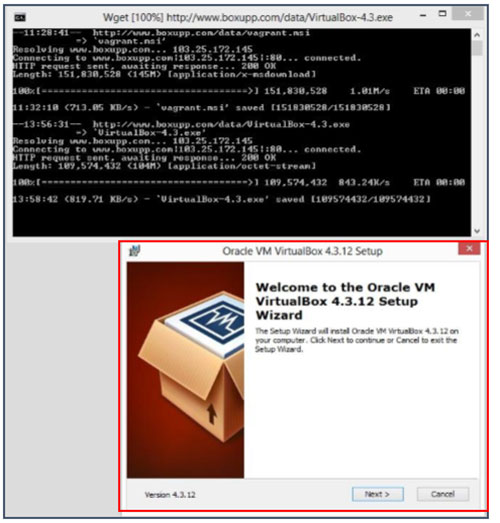 Wget [100%] http://www.boxupp.com/data/VirtualBox-4.3.exe
--11:28:41-- http://www.boxupp.com/data/vagrant.msi
=> `vagrant.msi'
Resolving www.boxupp.com... 103.25.172.145
Connecting to www.boxupp.com|103.25.172.145|:80... connected.
HTTP request sent, awaiting response... 200 OK
Length: 151,830,528 (145M) [application/x-msdownload]
100%[------------------------------------->] 151,830,528 1.01M/s ETA 00:00
11:32:10 (713.05 KB/s) - `vagrant.msi' saved [151830528/151830528]
--13:56:31-- http://www.boxupp.com/data/VirtualBox-4.3.exe
=> `VirtualBox-4.3.exe'
Resolving www.boxupp.com... 103.25.172.145
Connecting to www.boxupp.com|103.25.172.145|:80... connected.
HTTP request sent, awaiting response... 200 OK
Length: 109,574,432 (104M) [application/octet-stream]
100%[------------------------------------->] 109,574,432 843.24K/s ETA 00:00
13:58:42 (819.71 KB/s) - `VirtualBox-4.3.exe' saved [109574432/109574432]
Oracle VM VirtualBox 4.3.12 Setup
Welcome to the Oracle VM
VirtualBox 4.3.12 Setup
Wizard
The Setup Wizard will install Oracle VM VirtualBox 4.3.12 on
your computer. Click Next to continue or Cancel to exit the
Setup Wizard.
Version 4.3.12
Next >
Cancel